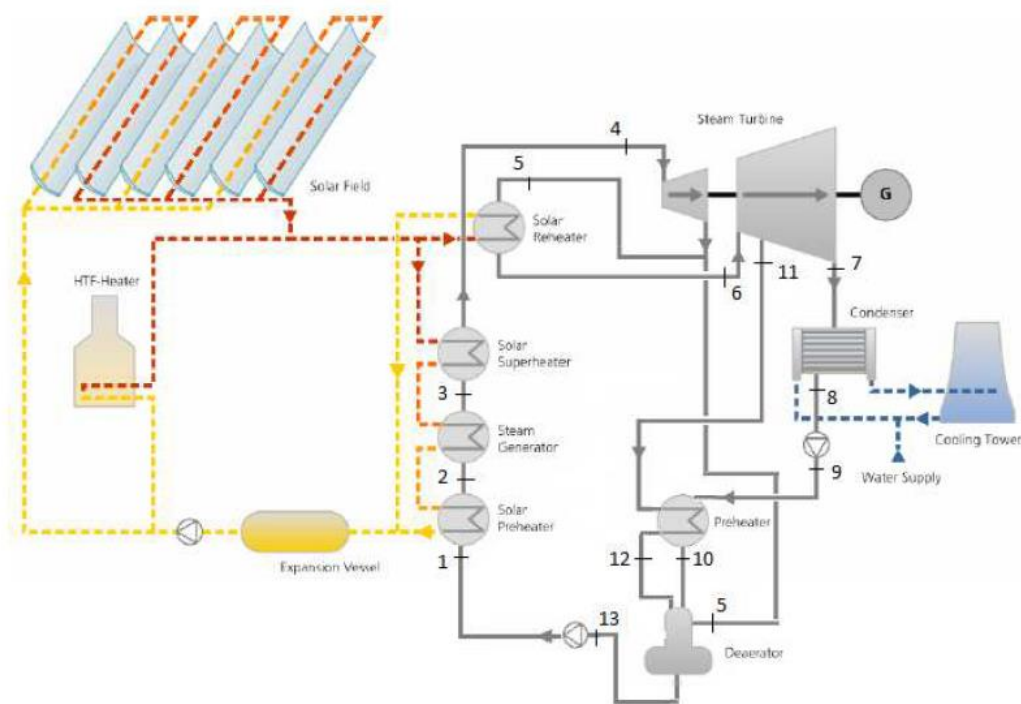 Steam Turbine
4
5
Solar Field
Solar
Reheater
G
11
7
6
HTF-Heater
Condenser
Solar
Superheater
3
8
Steam
Generator
Cooling Tower
9
Water Supply
2
Solar
Preheater
Preheater
1
12
10
Expansion Vessel
5
13
Deaerator